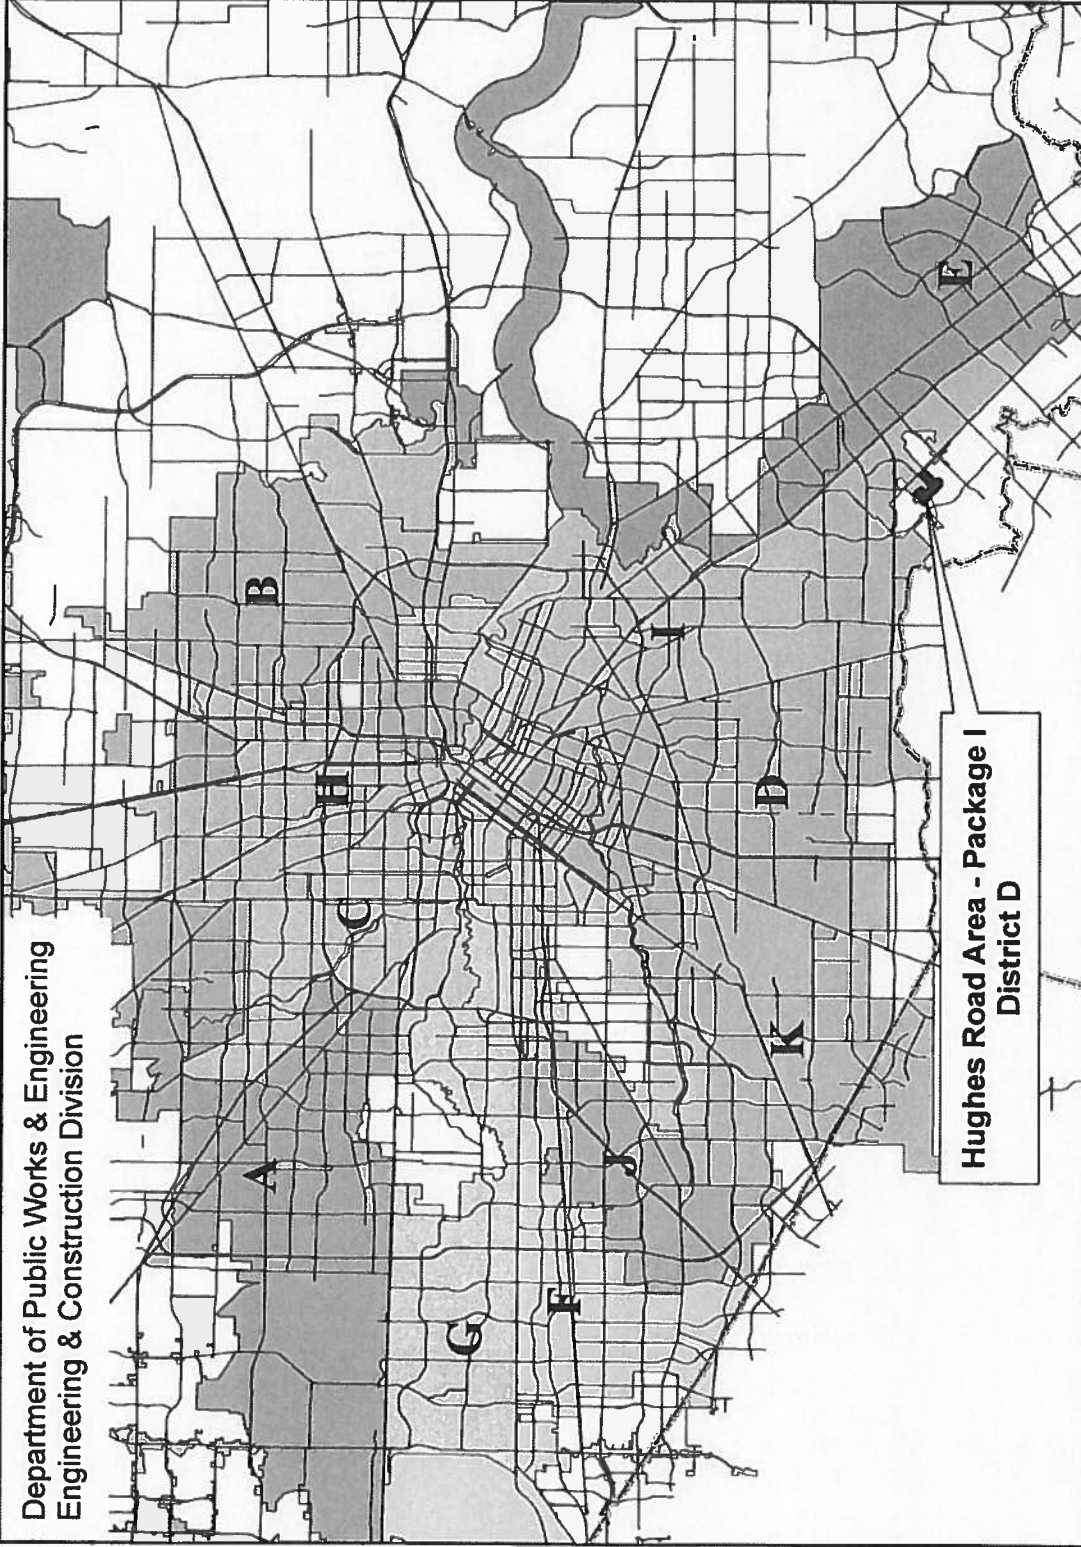 Department of Public Works & Engineering
Engineering & Construction Division
B
H
C
A
E
I
D
G
F
J
K
Hughes Road Area - Package I
District D